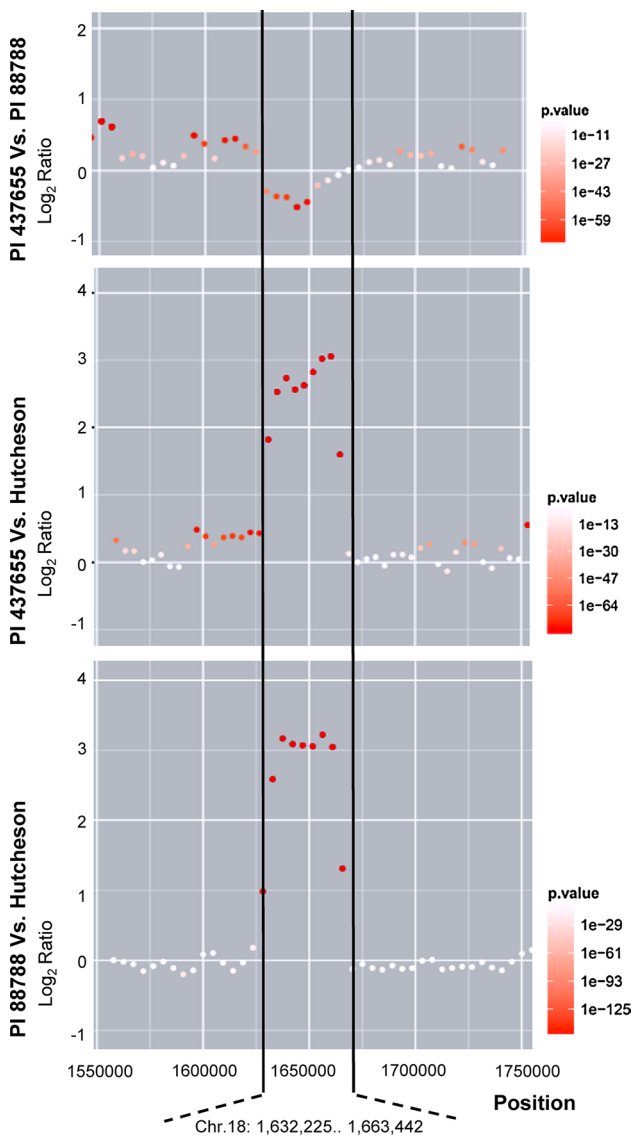 PI 437655 Vs. PI 88788
Log2 Ratio
2
1
0
-1
p.value
1e−11
1e−27
1e−43
1e−59
PI 437655 Vs. Hutcheson
Log2 Ratio
4
3
2
1
0
-1
p.value
1e−13
1e−30
1e−47
1e−64
PI 88788 Vs. Hutcheson
Log2 Ratio
4
3
2
1
0
-1
p.value
1e−29
1e−61
1e−93
1e−125
1550000 1600000 1650000 1700000 1750000
Position
Chr.18: 1,632,225.. 1,663,442